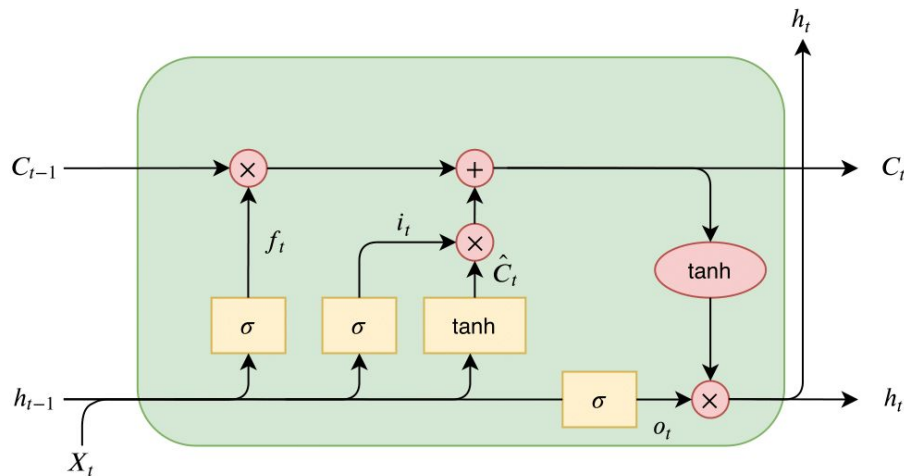 h_t
C_{t-1} × + C_t
f_t i_t ×
Ĉ_t tanh
σ σ tanh
h_{t-1} σ × h_t
o_t
X_t